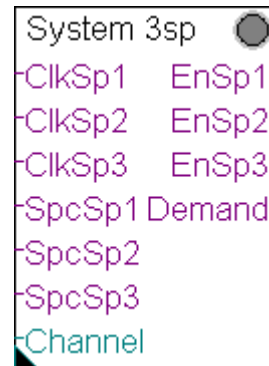 System 3sp
ClkSp1 EnSp1
ClkSp2 EnSp2
ClkSp3 EnSp3
SpcSp1 Demand
SpcSp2
SpcSp3
Channel